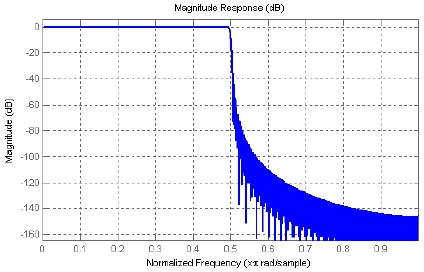 Magnitude Response (dB)
0
-20
-40
-60
-80
-100
-120
-140
-160
Magnitude (dB)
0 0.1 0.2 0.3 0.4 0.5 0.6 0.7 0.8 0.9
Normalized Frequency (×π rad/sample)